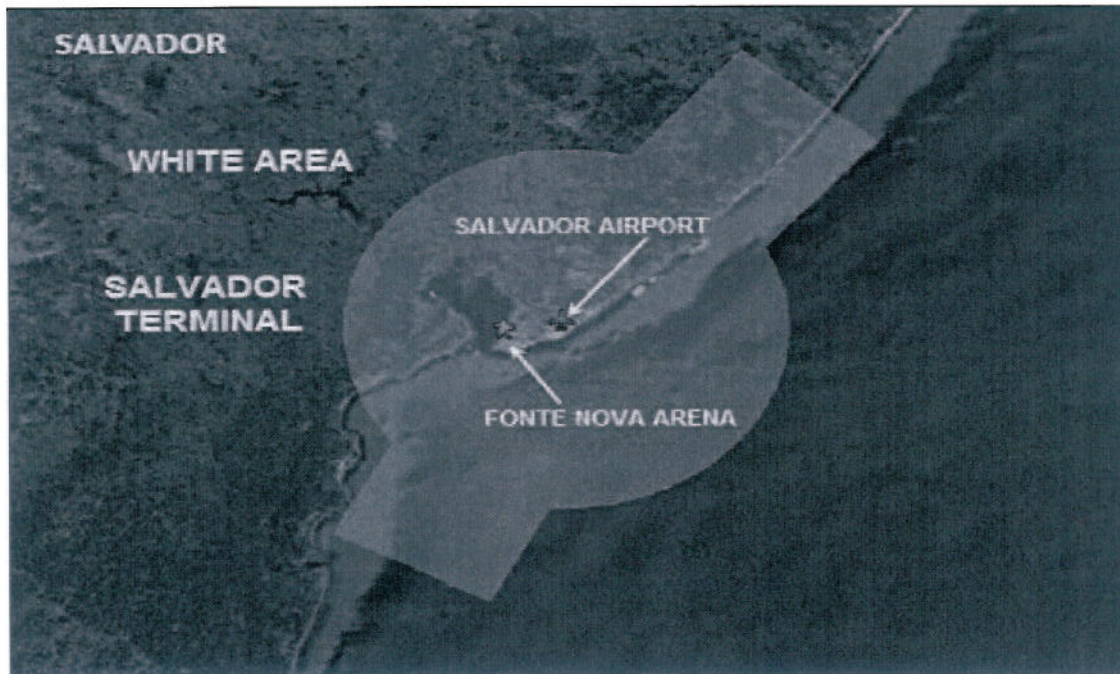 SALVADOR
WHITE AREA
SALVADOR AIRPORT
SALVADOR
TERMINAL
FONTE NOVA ARENA